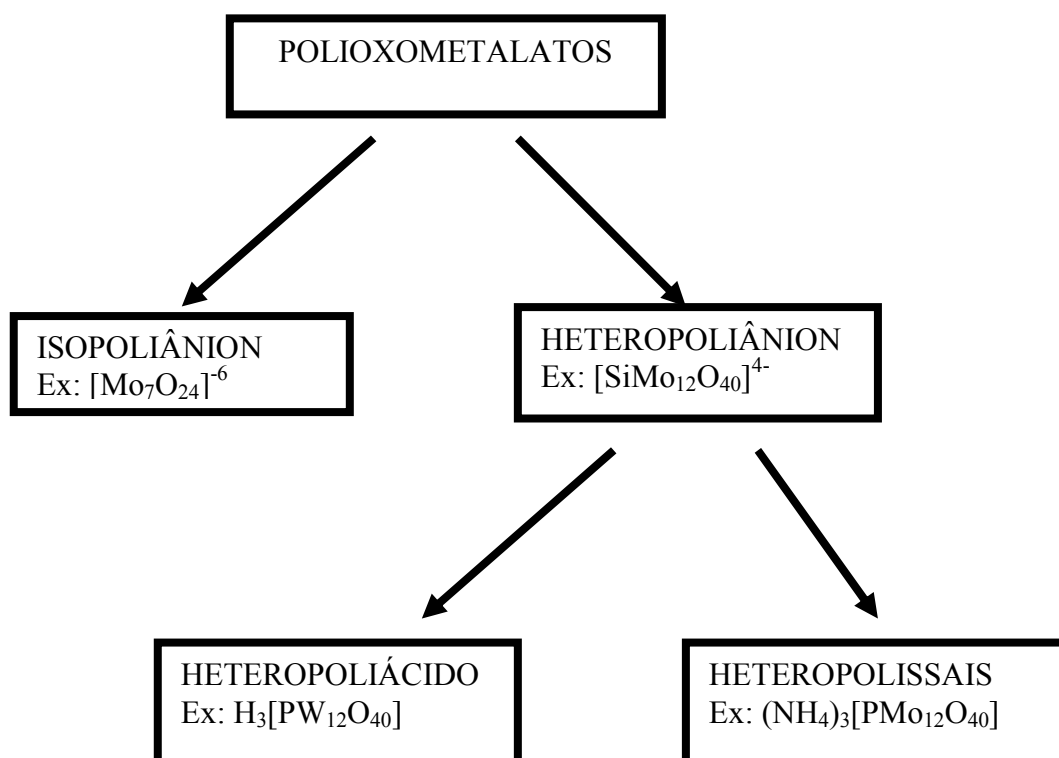 POLIOXOMETALATOS
ISOPOLIÂNION
Ex: [Mo₇O₂₄]⁻⁶
HETEROPOLIÂNION
Ex: [SiMo₁₂O₄₀]⁴⁻
HETEROPOLIÁCIDO
Ex: H₃[PW₁₂O₄₀]
HETEROPOLISSAIS
Ex: (NH₄)₃[PMo₁₂O₄₀]